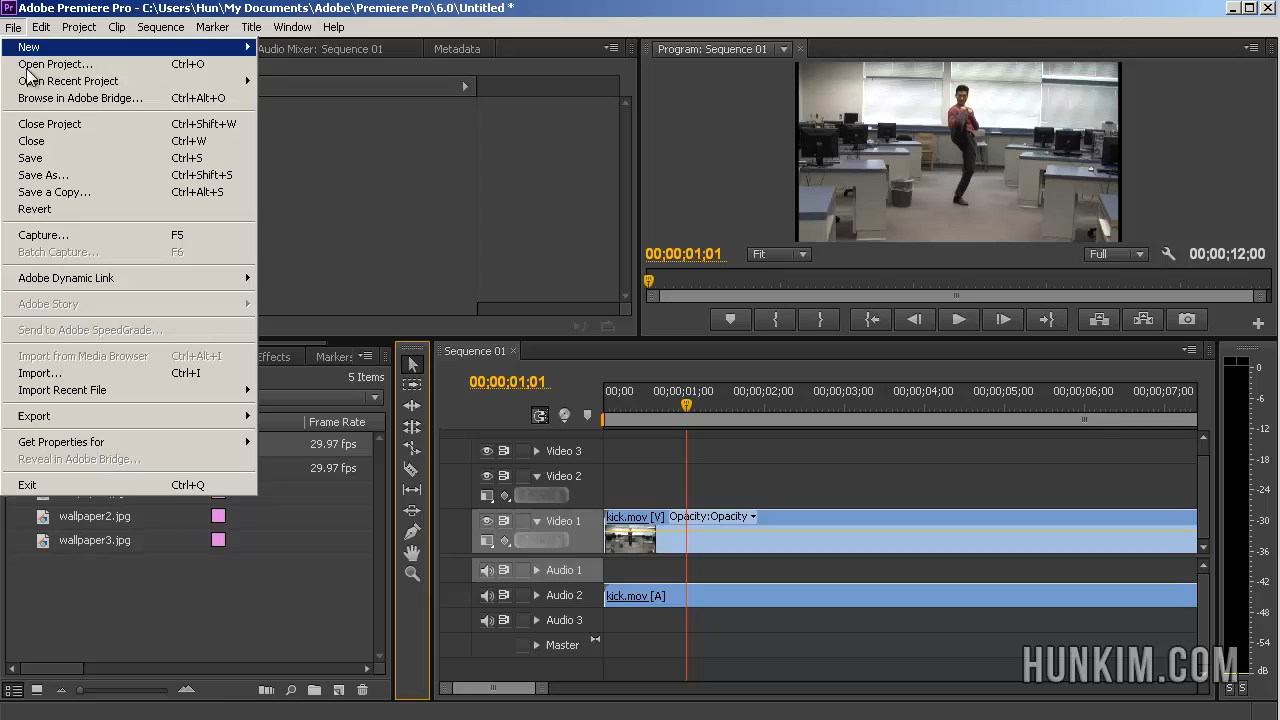 Adobe Premiere Pro - C:\Users\Hun\My Documents\Adobe\Premiere Pro\6.0\Untitled *
File Edit Project Clip Sequence Marker Title Window Help
New
Open Project... Ctrl+O
Open Recent Project
Browse in Adobe Bridge... Ctrl+Alt+O
Close Project Ctrl+Shift+W
Close Ctrl+W
Save Ctrl+S
Save As... Ctrl+Shift+S
Save a Copy... Ctrl+Alt+S
Revert
Capture... F5
Batch Capture... F6
Adobe Dynamic Link
Adobe Story
Send to Adobe SpeedGrade...
Import from Media Browser Ctrl+Alt+I
Import... Ctrl+I
Import Recent File
Export
Get Properties for
Reveal in Adobe Bridge...
Exit Ctrl+Q
Audio Mixer: Sequence 01 Metadata
Program: Sequence 01
00;00;01;01 Fit Full 00;00;12;00
Effects Markers
5 Items
Frame Rate
29.97 fps
29.97 fps
wallpaper2.jpg
wallpaper3.jpg
Sequence 01
00;00;01;01
00;00 00;00;01;00 00;00;02;00 00;00;03;00 00;00;04;00 00;00;05;00 00;00;06;00 00;00;07;00
Video 3
Video 2
Video 1
kick.mov [V] Opacity:Opacity
Audio 1
Audio 2
kick.mov [A]
Audio 3
Master
0
-6
-12
-18
-24
-30
-36
-42
-48
-54
dB
S S
HUNKIM.COM